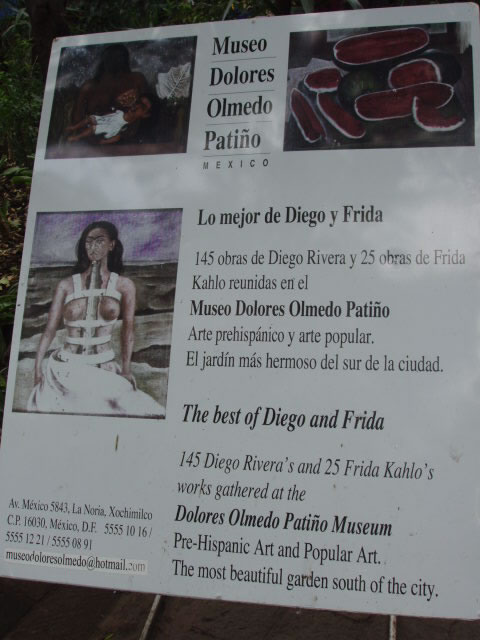 Museo
Dolores
Olmedo
Patiño
MEXICO
Lo mejor de Diego y Frida
145 obras de Diego Rivera y 25 obras de Frida
Kahlo reunidas en el
Museo Dolores Olmedo Patiño
Arte prehispánico y arte popular.
El jardín más hermoso del sur de la ciudad.
The best of Diego and Frida
145 Diego Rivera's and 25 Frida Kahlo's
works gathered at the
Dolores Olmedo Patiño Museum
Pre-Hispanic Art and Popular Art.
The most beautiful garden south of the city.
Av. México 5843, La Noria, Xochimilco
C.P. 16030, México, D.F. 5555 10 16 /
5555 12 21 / 5555 08 91
museodoloresolmedo@hotmail.com